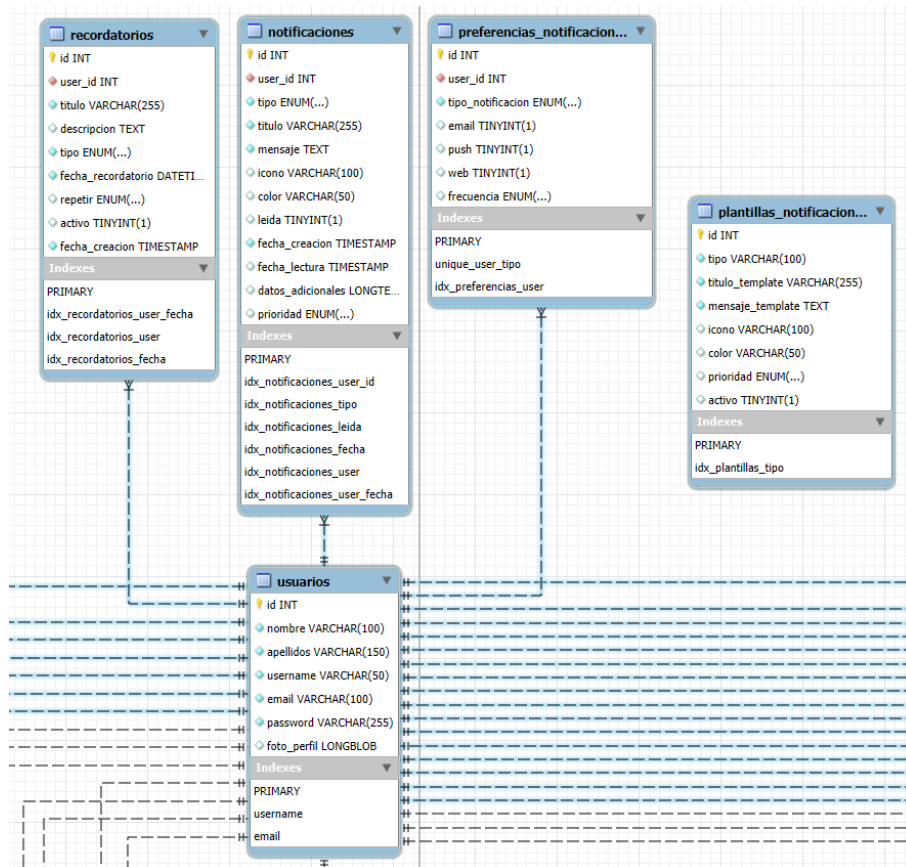 recordatorios
id INT
user_id INT
titulo VARCHAR(255)
descripcion TEXT
tipo ENUM(...)
fecha_recordatorio DATETI...
repetir ENUM(...)
activo TINYINT(1)
fecha_creacion TIMESTAMP
Indexes
PRIMARY
idx_recordatorios_user_fecha
idx_recordatorios_user
idx_recordatorios_fecha
notificaciones
id INT
user_id INT
tipo ENUM(...)
titulo VARCHAR(255)
mensaje TEXT
icono VARCHAR(100)
color VARCHAR(50)
leida TINYINT(1)
fecha_creacion TIMESTAMP
fecha_lectura TIMESTAMP
datos_adicionales LONGTE...
prioridad ENUM(...)
Indexes
PRIMARY
idx_notificaciones_user_id
idx_notificaciones_tipo
idx_notificaciones_leida
idx_notificaciones_fecha
idx_notificaciones_user
idx_notificaciones_user_fecha
preferencias_notificacion...
id INT
user_id INT
tipo_notificacion ENUM(...)
email TINYINT(1)
push TINYINT(1)
web TINYINT(1)
frecuencia ENUM(...)
Indexes
PRIMARY
unique_user_tipo
idx_preferencias_user
plantillas_notificacion...
id INT
tipo VARCHAR(100)
titulo_template VARCHAR(255)
mensaje_template TEXT
icono VARCHAR(100)
color VARCHAR(50)
prioridad ENUM(...)
activo TINYINT(1)
Indexes
PRIMARY
idx_plantillas_tipo
usuarios
id INT
nombre VARCHAR(100)
apellidos VARCHAR(150)
username VARCHAR(50)
email VARCHAR(100)
password VARCHAR(255)
foto_perfil LONGBLOB
Indexes
PRIMARY
username
email